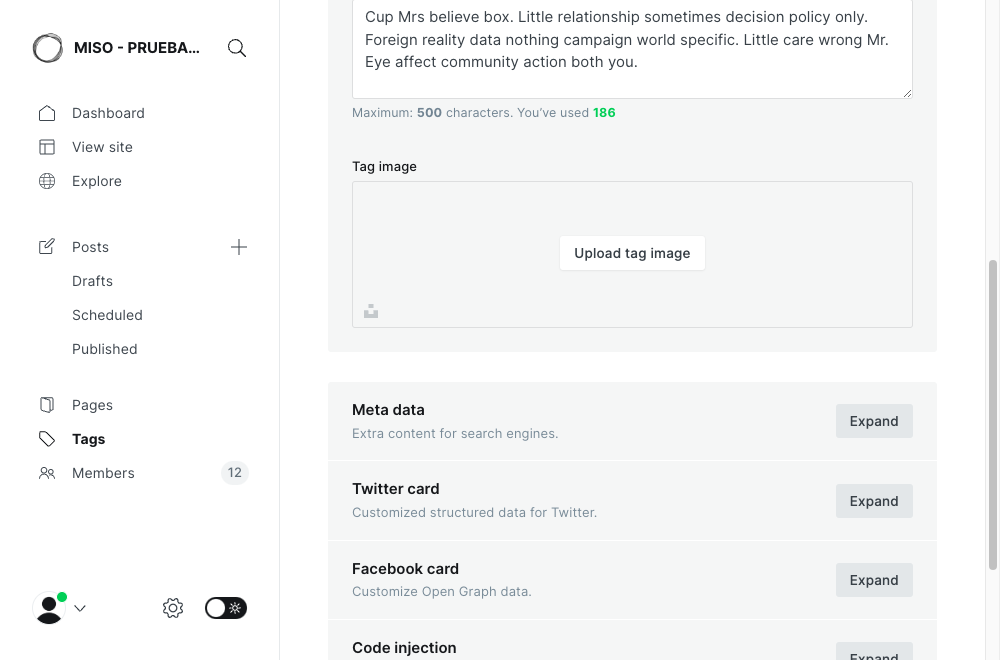 MISO - PRUEBA...
Dashboard
View site
Explore
Posts
Drafts
Scheduled
Published
Pages
Tags
Members
12
Cup Mrs believe box. Little relationship sometimes decision policy only.
Foreign reality data nothing campaign world specific. Little care wrong Mr.
Eye affect community action both you.
Maximum: 500 characters. You’ve used 186
Tag image
Upload tag image
Meta data
Extra content for search engines.
Expand
Twitter card
Customized structured data for Twitter.
Expand
Facebook card
Customize Open Graph data.
Expand
Code injection
Expand